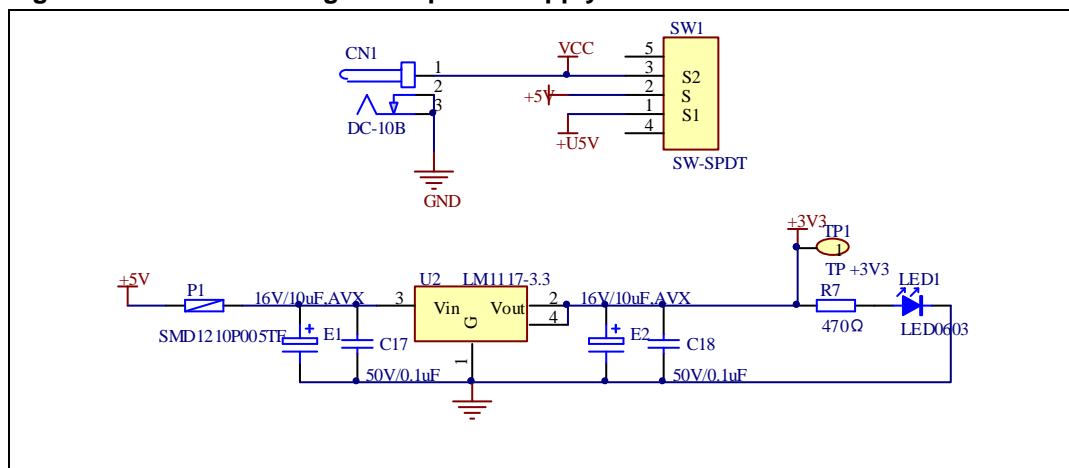 SW1
CN1
VCC
5
1
3
S2
2
+5V
2
S
3
1
S1
DC-10B
4
+U5V
SW-SPDT
GND
+3V3
TP1
1
+5V
P1
U2
LM1117-3.3
TP +3V3
LED1
16V/10uF,AVX
3
Vin
Vout
2
16V/10uF,AVX
R7
G
4
SMD1210P005TF
E1
C17
E2
C18
470Ω
LED0603
1
50V/0.1uF
50V/0.1uF